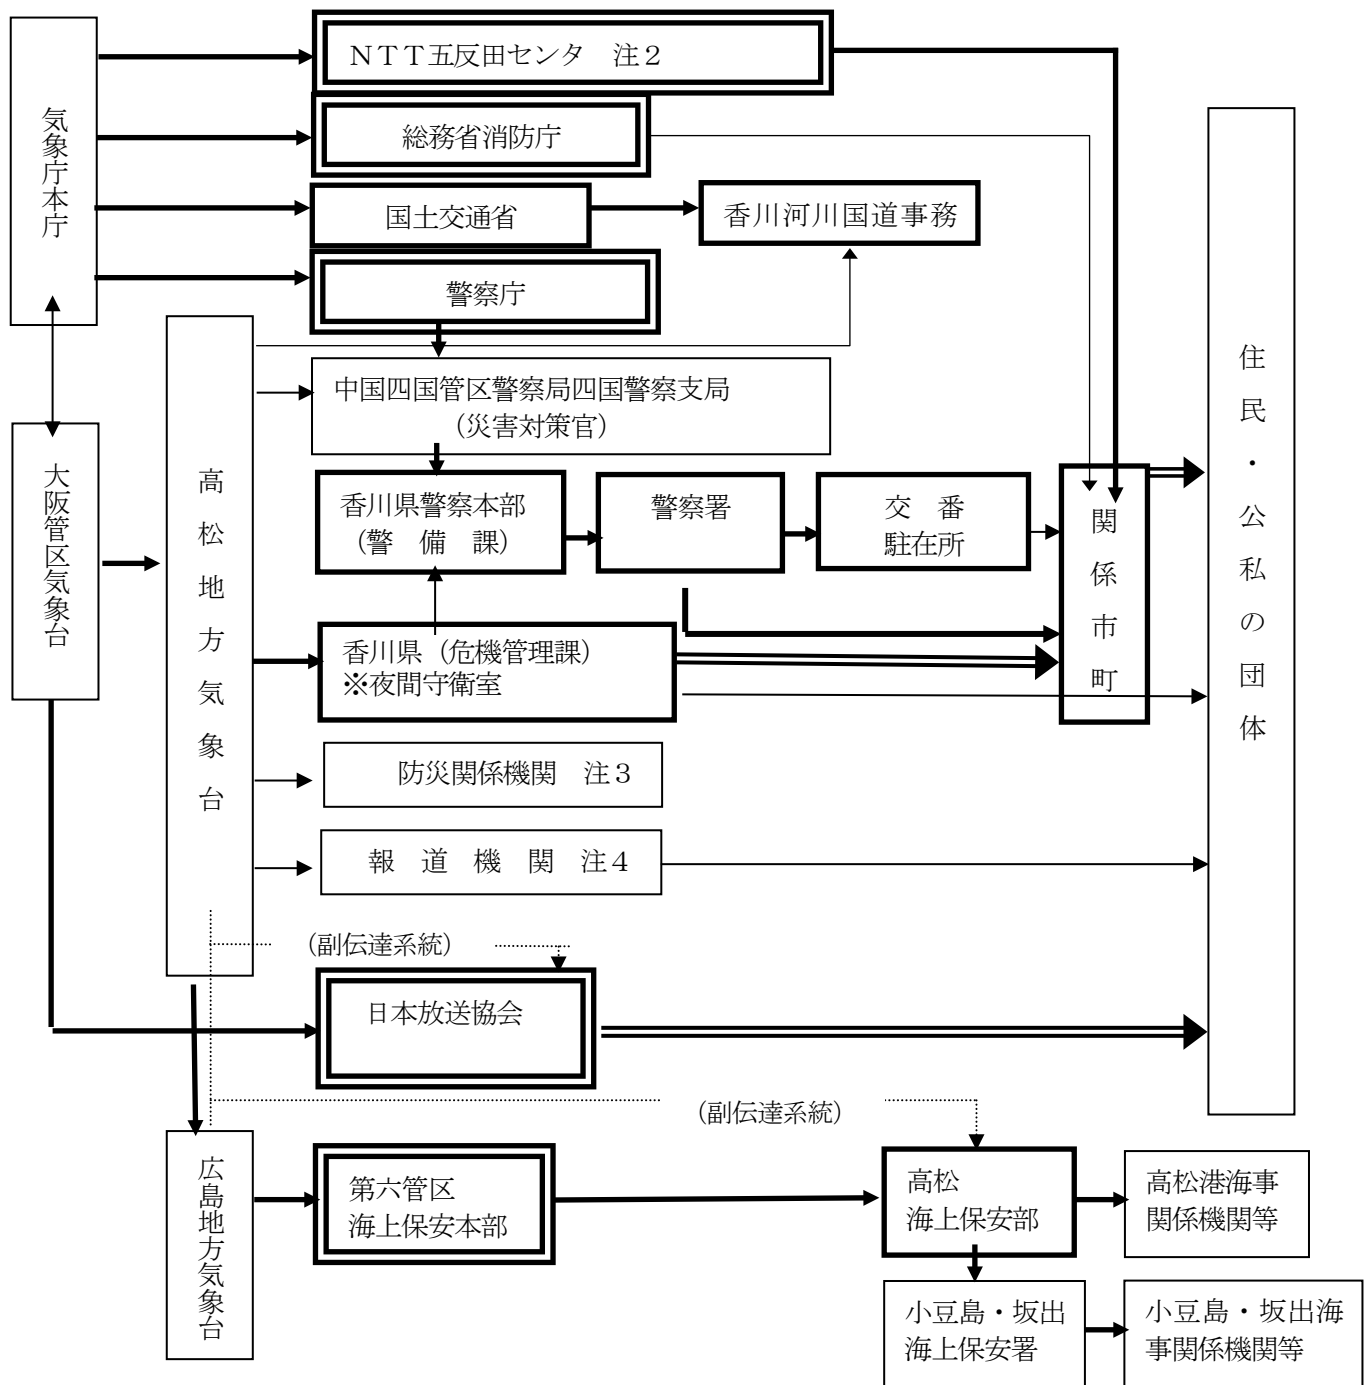 気象庁本庁
大阪管区気象台
高松地方気象台
広島地方気象台
ＮＴＴ五反田センタ　注２
総務省消防庁
国土交通省
香川河川国道事務
警察庁
中国四国管区警察局四国警察支局
（災害対策官）
香川県警察本部
（警　備　課）
警察署
交　番
駐在所
関係市町
香川県（危機管理課）
※夜間守衛室
防災関係機関　注３
報　道　機　関　注４
（副伝達系統）
日本放送協会
（副伝達系統）
第六管区
海上保安本部
高松
海上保安部
高松港海事
関係機関等
小豆島・坂出
海上保安署
小豆島・坂出海
事関係機関等
住民・公私の団体